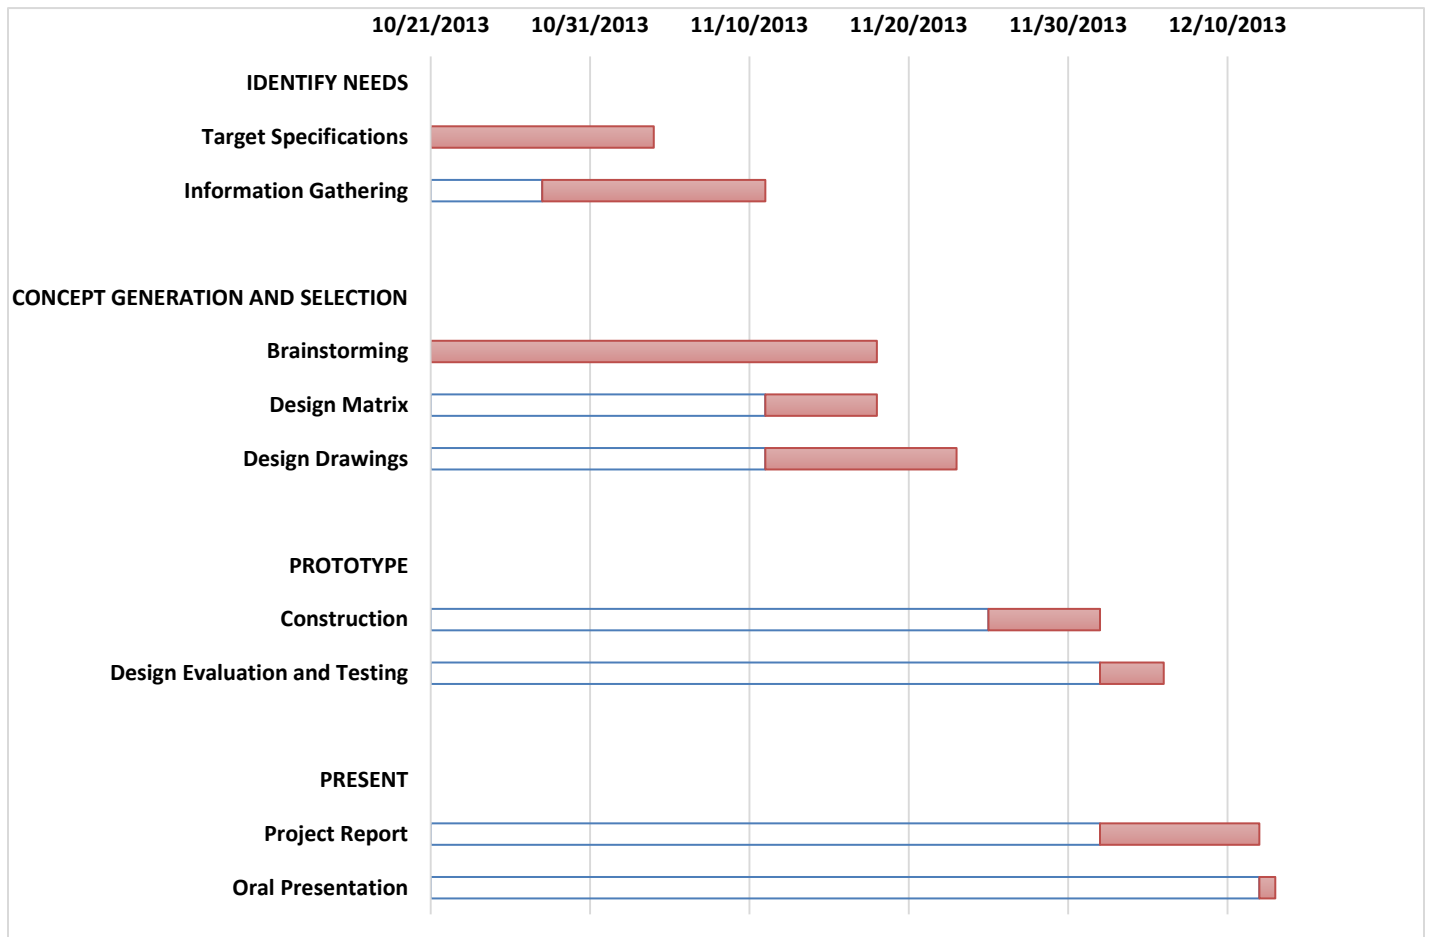 10/21/2013 10/31/2013 11/10/2013 11/20/2013 11/30/2013 12/10/2013
IDENTIFY NEEDS
Target Specifications
Information Gathering
CONCEPT GENERATION AND SELECTION
Brainstorming
Design Matrix
Design Drawings
PROTOTYPE
Construction
Design Evaluation and Testing
PRESENT
Project Report
Oral Presentation